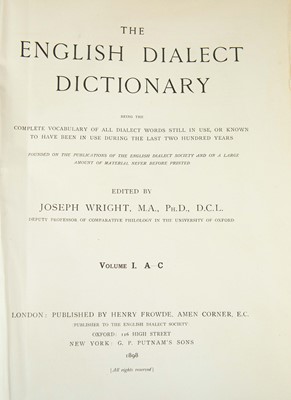 THE
ENGLISH DIALECT
DICTIONARY
BEING THE
COMPLETE VOCABULARY OF ALL DIALECT WORDS STILL IN USE, OR KNOWN
TO HAVE BEEN IN USE DURING THE LAST TWO HUNDRED YEARS
FOUNDED ON THE PUBLICATIONS OF THE ENGLISH DIALECT SOCIETY AND ON A LARGE
AMOUNT OF MATERIAL NEVER BEFORE PRINTED
EDITED BY
JOSEPH WRIGHT, M.A., PH.D., D.C.L.
DEPUTY PROFESSOR OF COMPARATIVE PHILOLOGY IN THE UNIVERSITY OF OXFORD
VOLUME I. A-C
LONDON: PUBLISHED BY HENRY FROWDE, AMEN CORNER, E.C.
PUBLISHER TO THE ENGLISH DIALECT SOCIETY
OXFORD: 116 HIGH STREET
NEW YORK: G. P. PUTNAM'S SONS
1898
[All rights reserved]